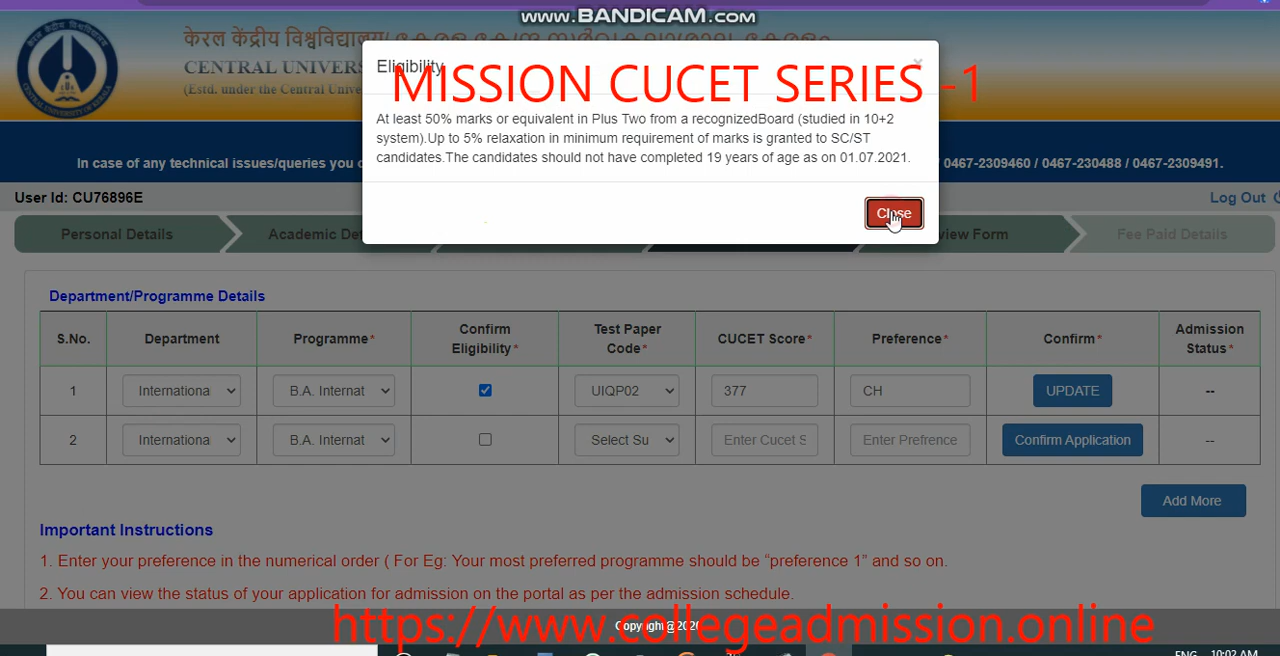 www.BANDICAM.com
केरल केंद्रीय विश्वविद्यालय/
CENTRAL UNIVERS
(Estd. under the Central Unive
Eligibility
×
MISSION CUCET SERIES -1
At least 50% marks or equivalent in Plus Two from a recognizedBoard (studied in 10+2
system).Up to 5% relaxation in minimum requirement of marks is granted to SC/ST
candidates.The candidates should not have completed 19 years of age as on 01.07.2021.
Close
In case of any technical issues/queries you / 0467-2309460 / 0467-230488 / 0467-2309491.
User Id: CU76896E
Log Out
Personal Details
Academic Det
view Form
Fee Paid Details
Department/Programme Details
S.No. Department Programme* Confirm Eligibility* Test Paper Code* CUCET Score* Preference* Confirm* Admission Status*
1 Internationa B.A. Internat UIQP02 377 CH UPDATE --
2 Internationa B.A. Internat Select Su Enter Cucet S Enter Prefrence Confirm Application --
Add More
Important Instructions
1. Enter your preference in the numerical order ( For Eg: Your most preferred programme should be “preference 1” and so on.
2. You can view the status of your application for admission on the portal as per the admission schedule.
Copyright@202
https://www.collegeadmission.online
ENG 10:02 AM